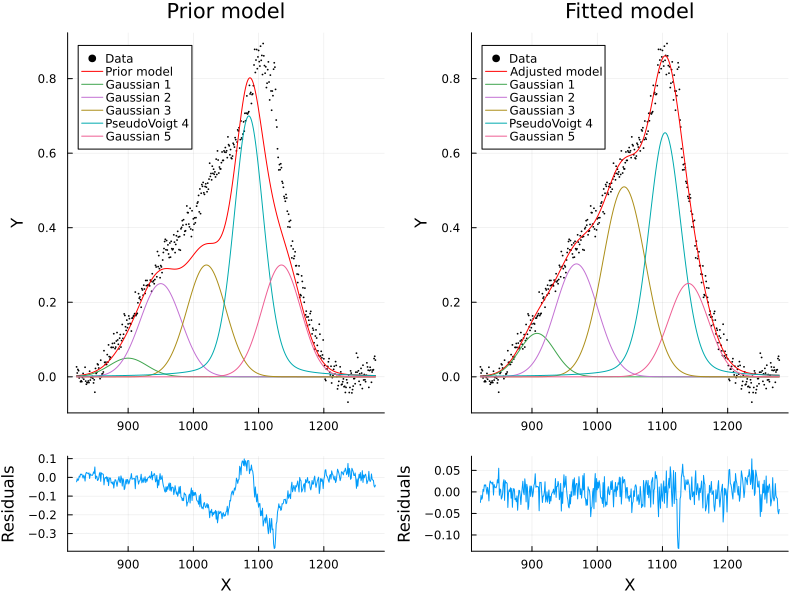 Prior model
Data
Prior model
Gaussian 1
Gaussian 2
Gaussian 3
PseudoVoigt 4
Gaussian 5
Y
0.8
0.6
0.4
0.2
0.0
900 1000 1100 1200
Residuals
0.1
0.0
−0.1
−0.2
−0.3
900 1000 1100 1200
X
Fitted model
Data
Adjusted model
Gaussian 1
Gaussian 2
Gaussian 3
PseudoVoigt 4
Gaussian 5
Y
0.8
0.6
0.4
0.2
0.0
900 1000 1100 1200
Residuals
0.05
0.00
−0.05
−0.10
900 1000 1100 1200
X